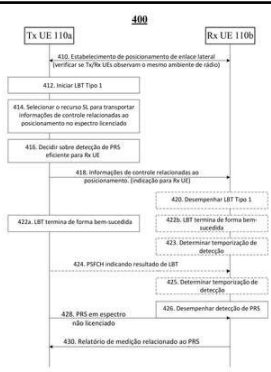 400
Tx UE 110a
Rx UE 110b
410. Estabelecimento de posicionamento de enlace lateral
(verificar se Tx/Rx UEs observam o mesmo ambiente de rádio)
412. Iniciar LBT Tipo 1
414. Selecionar o recurso SL para transportar
informações de controle relacionadas ao
posicionamento no espectro licenciado
416. Decidir sobre detecção de PRS
eficiente para Rx UE
418. Informações de controle relacionadas ao
posicionamento. (indicação para Rx UE)
420. Desempenhar LBT Tipo 1
422a. LBT termina de forma bem-sucedida
422b. LBT termina de forma bem-
sucedida
423. Determinar temporização de
detecção
424. PSFCH indicando resultado de LBT
425. Determinar temporização de
detecção
426. Desempenhar detecção de PRS
428. PRS em espectro
não licenciado
430. Relatório de medição relacionado ao PRS